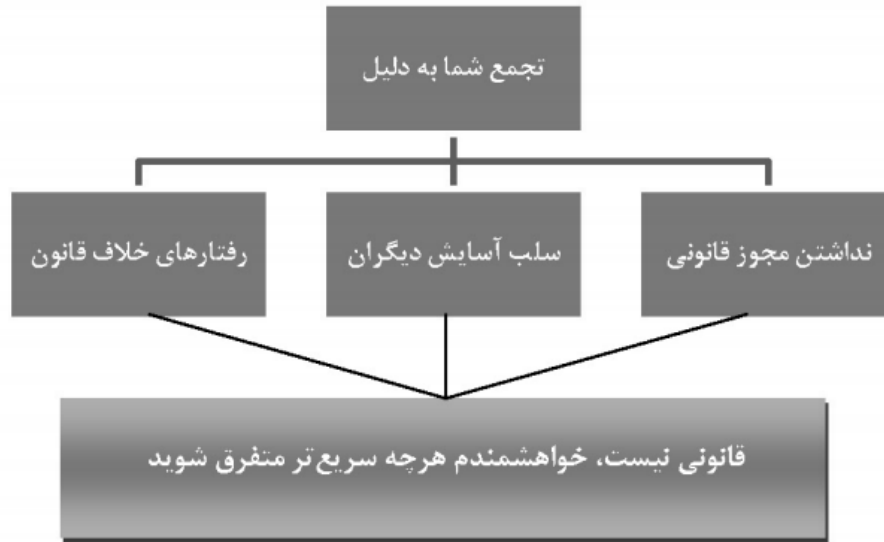 تجمع شما به دلیل
نداشتن مجوز قانونی
سلب آسایش دیگران
رفتارهای خلاف قانون
قانونی نیست، خواهشمندم هرچه سریع‌تر متفرق شوید